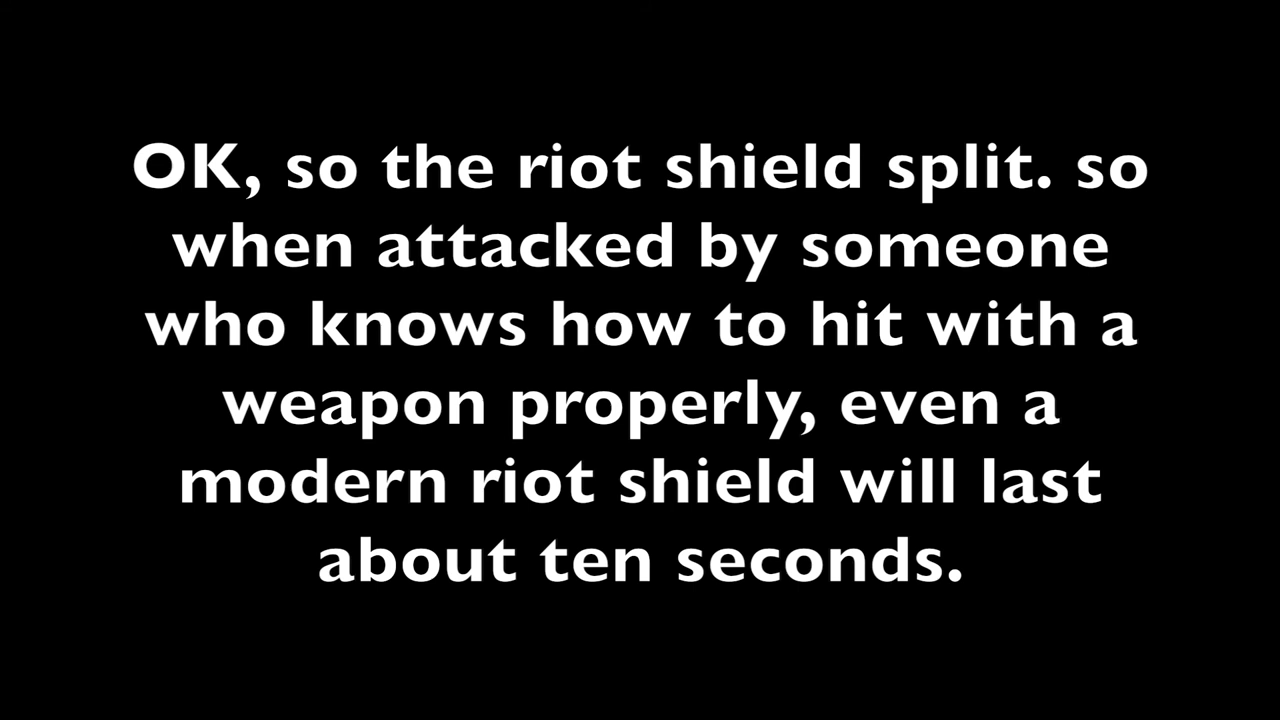 OK, so the riot shield split. so
when attacked by someone
who knows how to hit with a
weapon properly, even a
modern riot shield will last
about ten seconds.